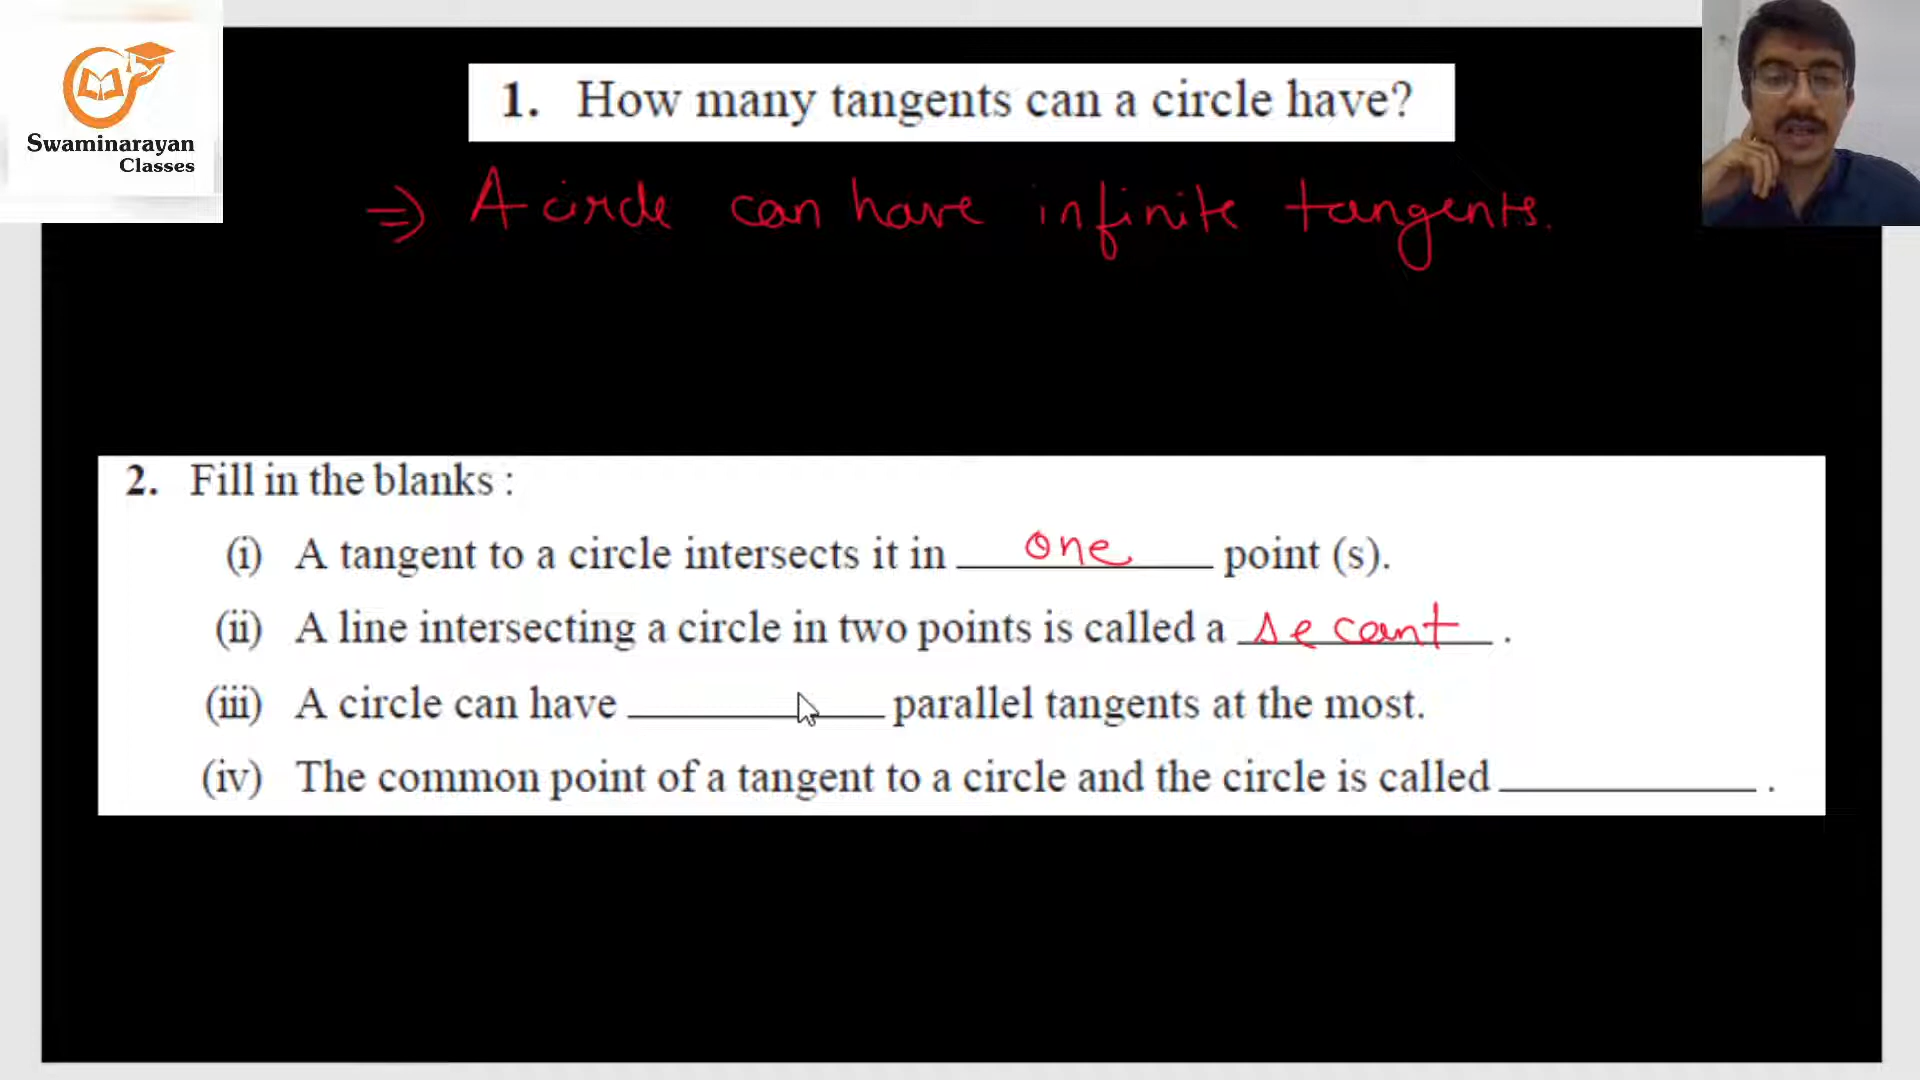 Swaminarayan
Classes
1. How many tangents can a circle have?
⇒ A circle can have infinite tangents.
2. Fill in the blanks :
(i) A tangent to a circle intersects it in one point (s).
(ii) A line intersecting a circle in two points is called a secant .
(iii) A circle can have ________ parallel tangents at the most.
(iv) The common point of a tangent to a circle and the circle is called ________ .